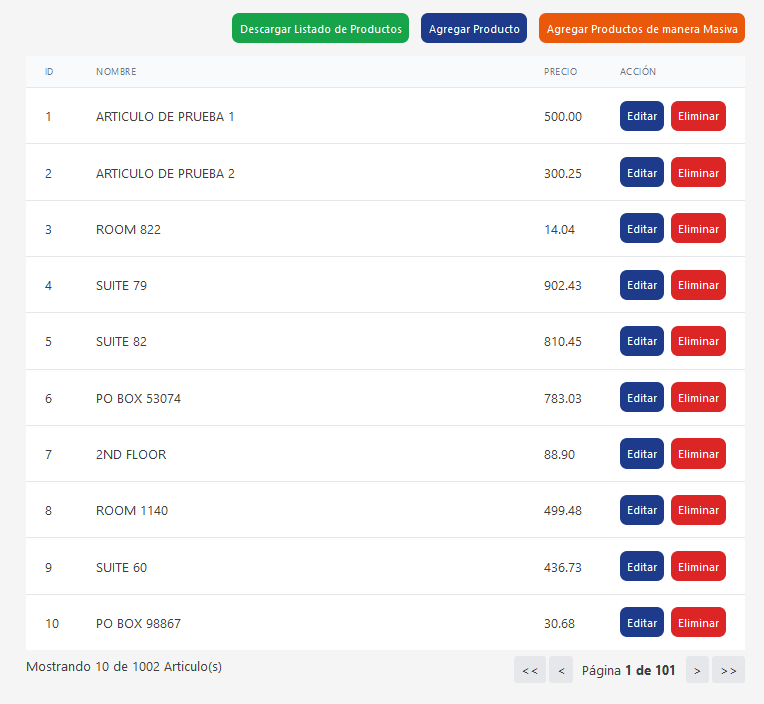 Descargar Listado de Productos Agregar Producto Agregar Productos de manera Masiva
ID NOMBRE PRECIO ACCIÓN
1 ARTICULO DE PRUEBA 1 500.00 Editar Eliminar
2 ARTICULO DE PRUEBA 2 300.25 Editar Eliminar
3 ROOM 822 14.04 Editar Eliminar
4 SUITE 79 902.43 Editar Eliminar
5 SUITE 82 810.45 Editar Eliminar
6 PO BOX 53074 783.03 Editar Eliminar
7 2ND FLOOR 88.90 Editar Eliminar
8 ROOM 1140 499.48 Editar Eliminar
9 SUITE 60 436.73 Editar Eliminar
10 PO BOX 98867 30.68 Editar Eliminar
Mostrando 10 de 1002 Articulo(s) << < Página 1 de 101 > >>